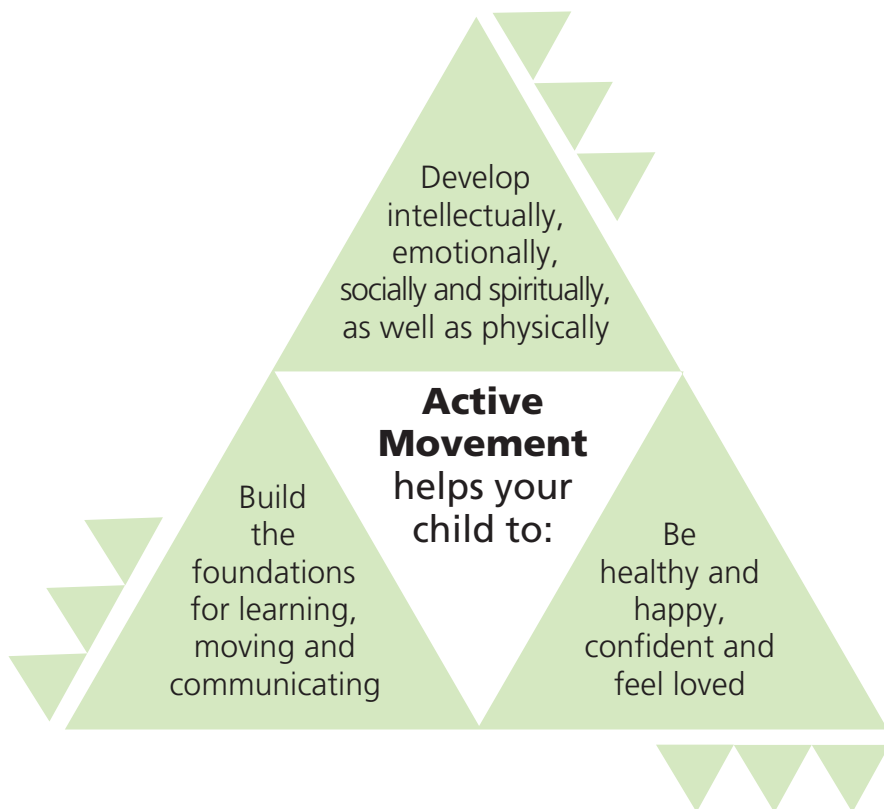 Develop
intellectually,
emotionally,
socially and spiritually,
as well as physically
Active
Movement
helps your
child to:
Build
the
foundations
for learning,
moving and
communicating
Be
healthy and
happy,
confident and
feel loved